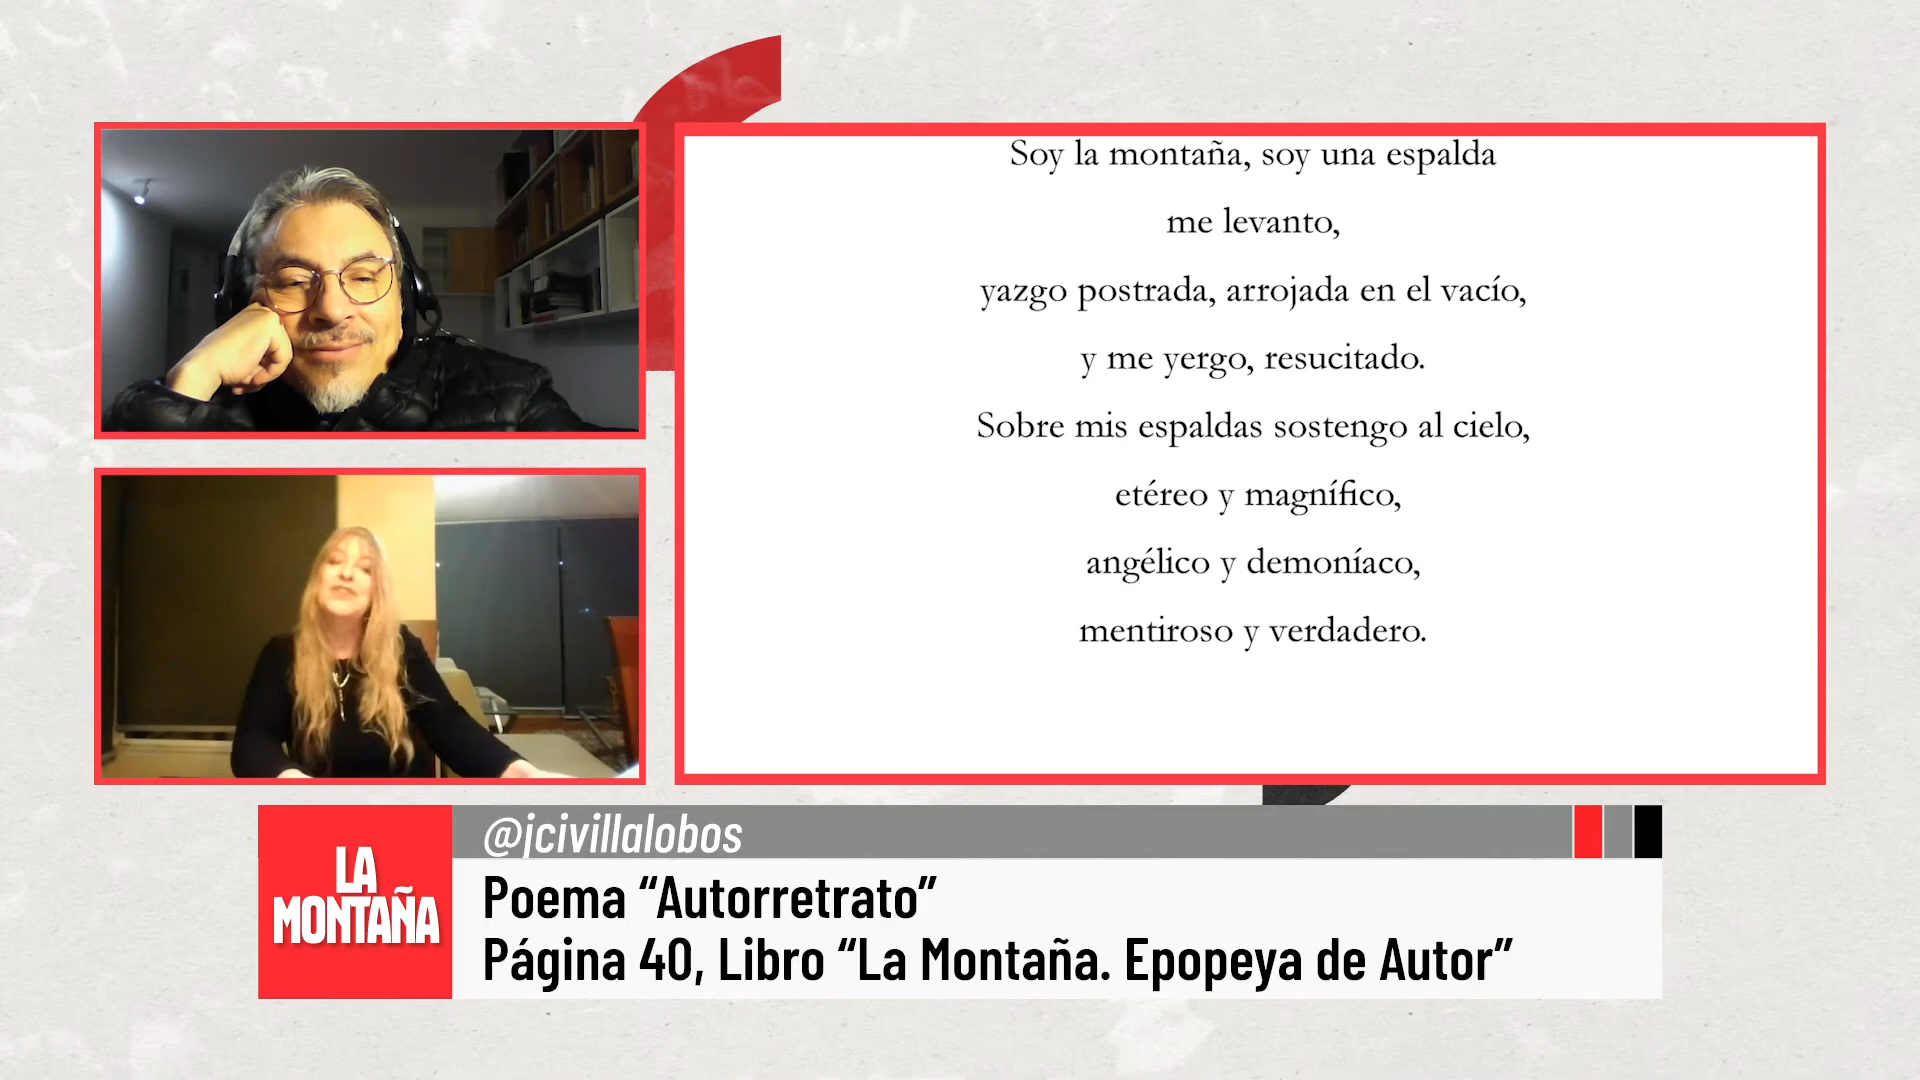 Soy la montaña, soy una espalda
me levanto,
yazgo postrada, arrojada en el vacío,
y me yergo, resucitado.
Sobre mis espaldas sostengo al cielo,
etéreo y magnífico,
angélico y demoníaco,
mentiroso y verdadero.
@jcivillalobos
LA
MONTAÑA
Poema “Autorretrato”
Página 40, Libro “La Montaña. Epopeya de Autor”